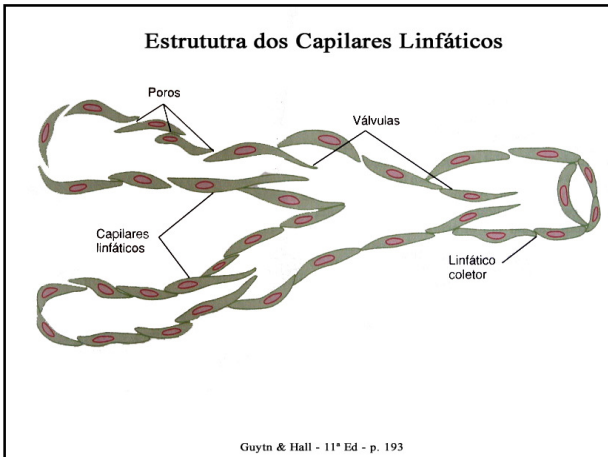 Estrututra dos Capilares Linfáticos
Poros
Válvulas
Capilares
linfáticos
Linfático
coletor
Guytn & Hall - 11ª Ed - p. 193